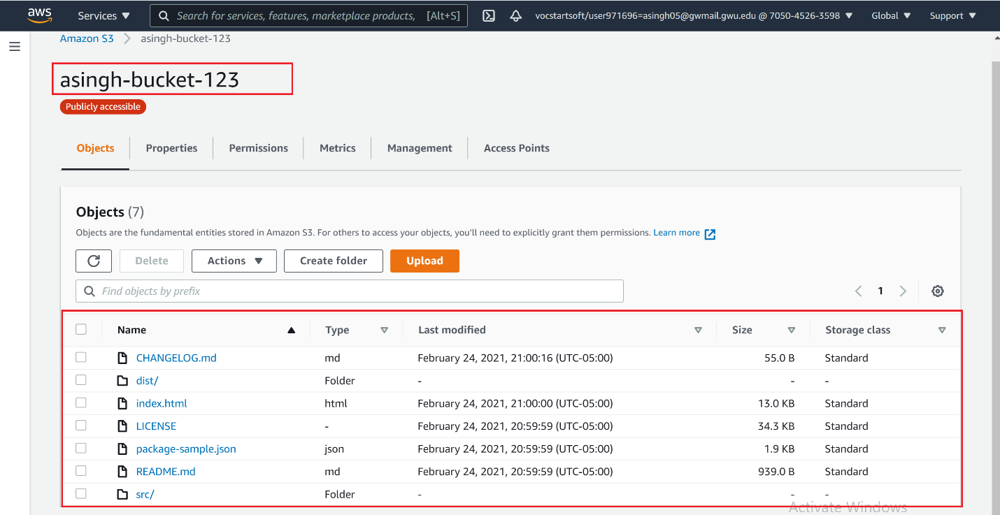 aws Services Search for services, features, marketplace products, [Alt+S] vocstartsoft/user971696=asingh05@gwmail.gwu.edu @ 7050-4526-3598 Global Support
Amazon S3 asingh-bucket-123
asingh-bucket-123
Publicly accessible
Objects Properties Permissions Metrics Management Access Points
Objects (7)
Objects are the fundamental entities stored in Amazon S3. For others to access your objects, you'll need to explicitly grant them permissions. Learn more
Delete Actions Create folder Upload
Find objects by prefix 1
Name Type Last modified Size Storage class
CHANGELOG.md md February 24, 2021, 21:00:16 (UTC-05:00) 55.0 B Standard
dist/ Folder - - -
index.html html February 24, 2021, 21:00:00 (UTC-05:00) 13.0 KB Standard
LICENSE - February 24, 2021, 20:59:59 (UTC-05:00) 34.3 KB Standard
package-sample.json json February 24, 2021, 20:59:59 (UTC-05:00) 1.9 KB Standard
README.md md February 24, 2021, 20:59:59 (UTC-05:00) 939.0 B Standard
src/ Folder - - -
Activate Windows